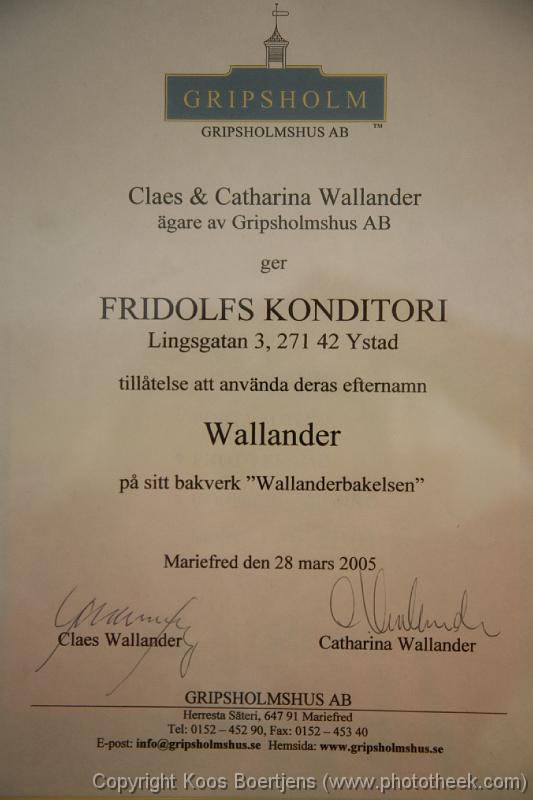 GRIPSHOLM
GRIPSHOLMSHUS AB
™
Claes & Catharina Wallander
ägare av Gripsholmshus AB
ger
FRIDOLFS KONDITORI
Lingsgatan 3, 271 42 Ystad
tillåtelse att använda deras efternamn
Wallander
på sitt bakverk ”Wallanderbakelsen”
Mariefred den 28 mars 2005
Claes Wallander
Catharina Wallander
GRIPSHOLMSHUS AB
Herresta Säteri, 647 91 Mariefred
Tel: 0152 – 452 90, Fax: 0152 – 453 40
E-post: info@gripsholmshus.se Hemsida: www.gripsholmshus.se
Copyright Koos Boertjens (www.phototheek.com)